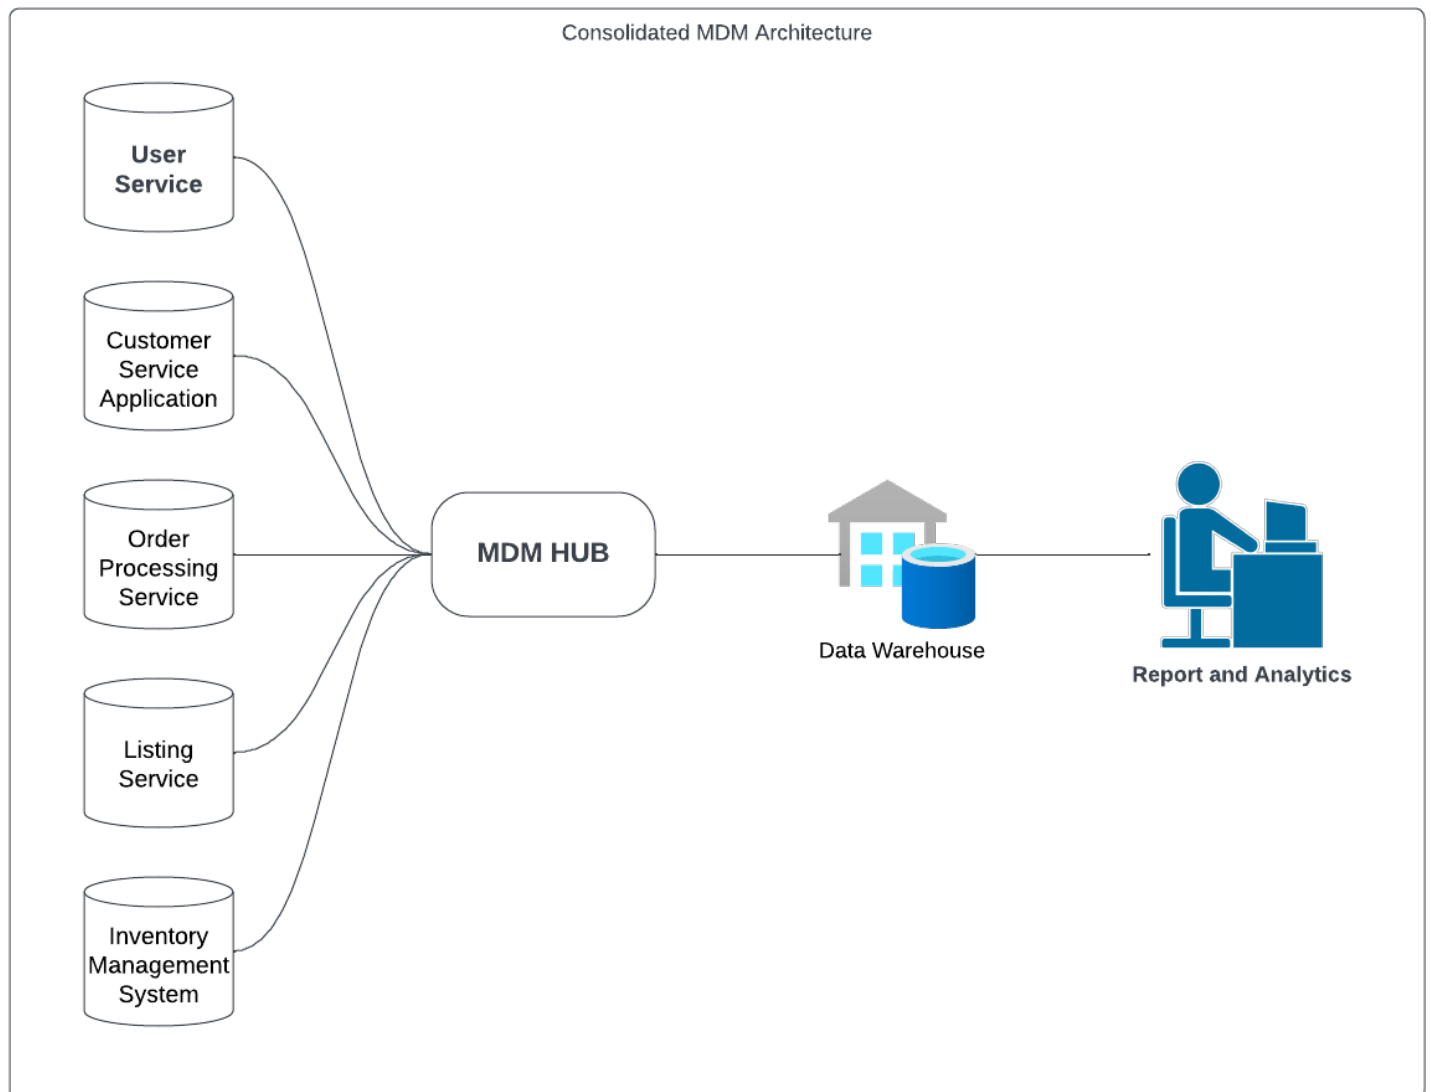 Consolidated MDM Architecture
User
Service
Customer
Service
Application
Order
Processing
Service
Listing
Service
Inventory
Management
System
MDM HUB
Data Warehouse
Report and Analytics